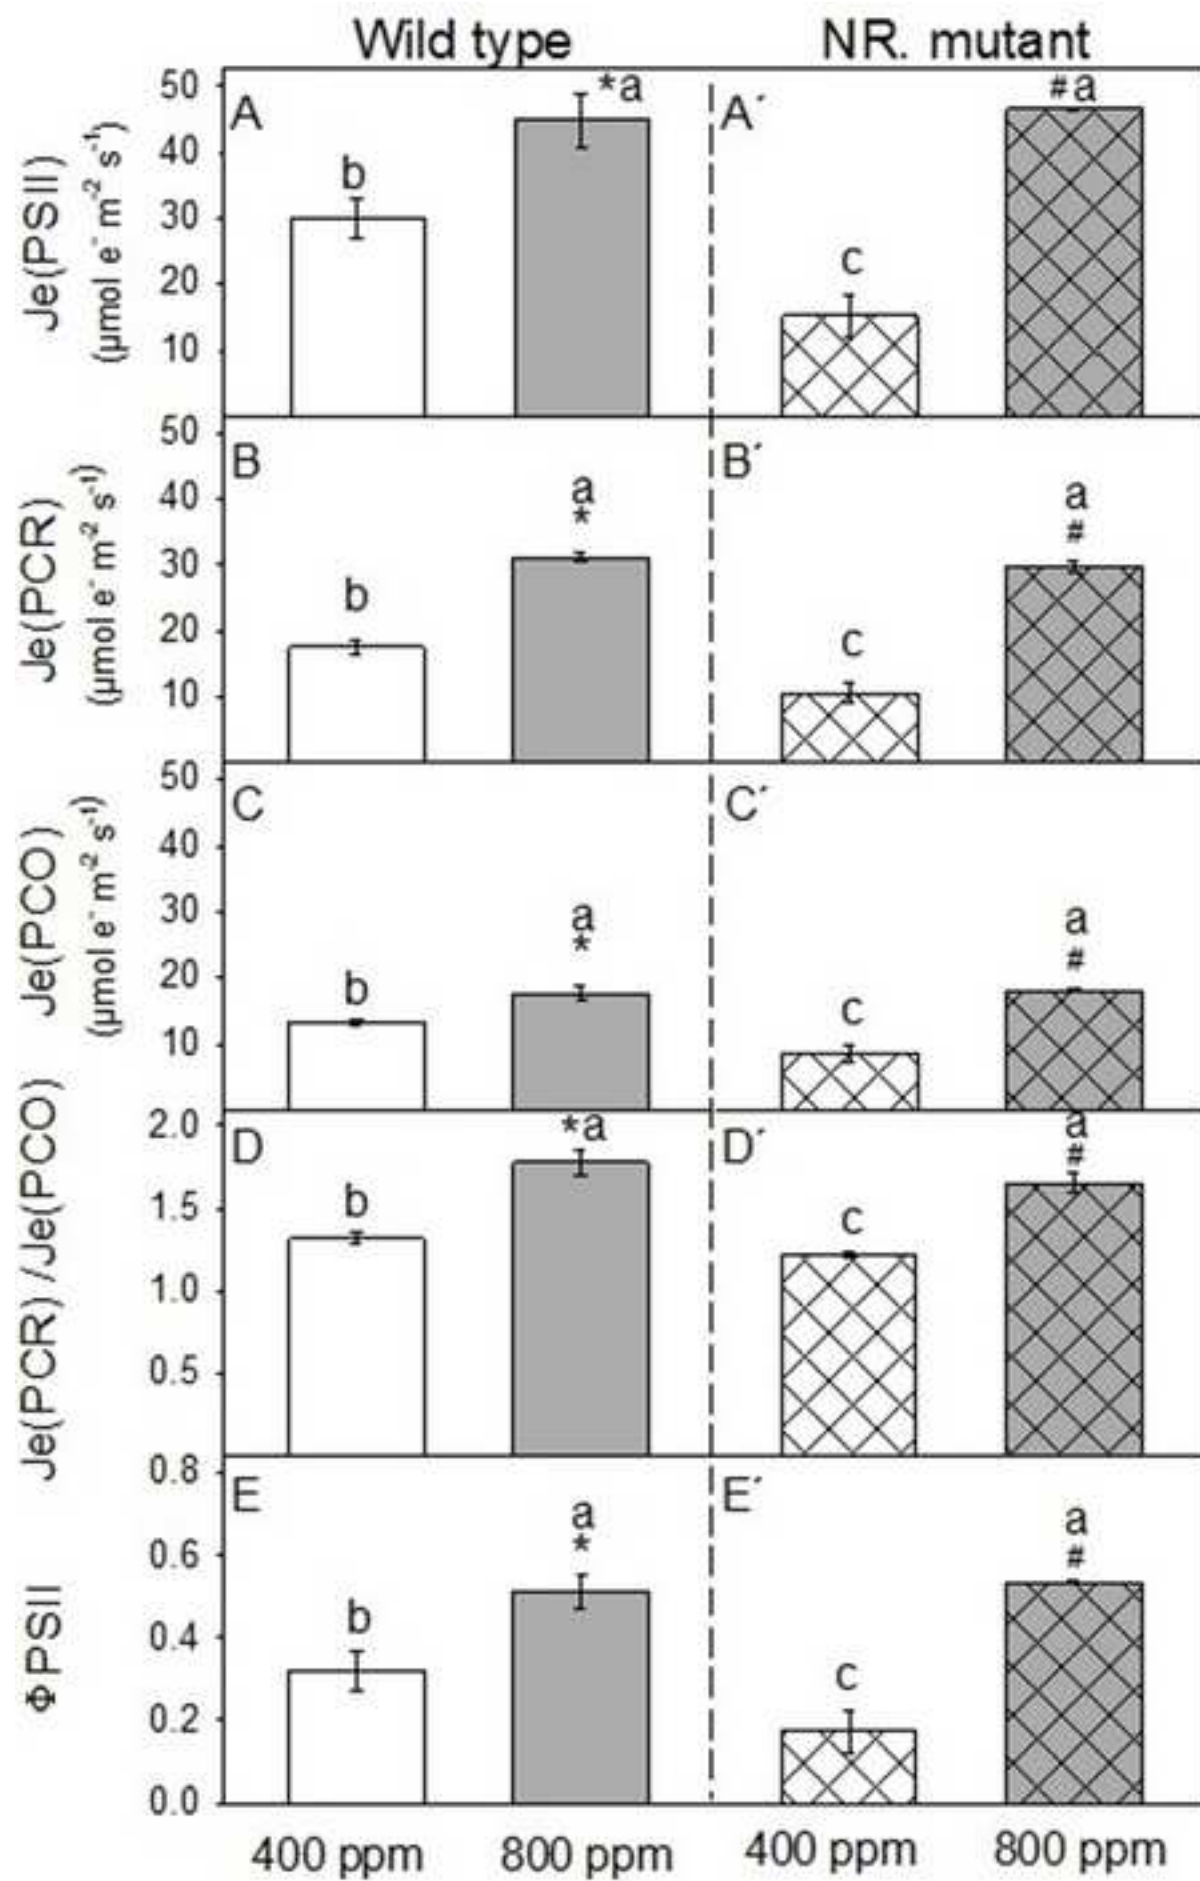 Wild type NR. mutant
Je(PSII)
(µmol e⁻ m⁻² s⁻¹)
50
40
30
20
10
A
b
*a
A´
c
#a
Je(PCR)
(µmol e⁻ m⁻² s⁻¹)
50
40
30
20
10
B
b
a
*
B´
c
a
#
Je(PCO)
(µmol e⁻ m⁻² s⁻¹)
50
40
30
20
10
C
b
a
*
C´
c
a
#
Je(PCR) /Je(PCO)
2.0
1.5
1.0
0.5
D
b
*a
D´
c
a
#
ΦPSII
0.8
0.6
0.4
0.2
0.0
E
b
a
*
E´
c
a
#
400 ppm 800 ppm 400 ppm 800 ppm